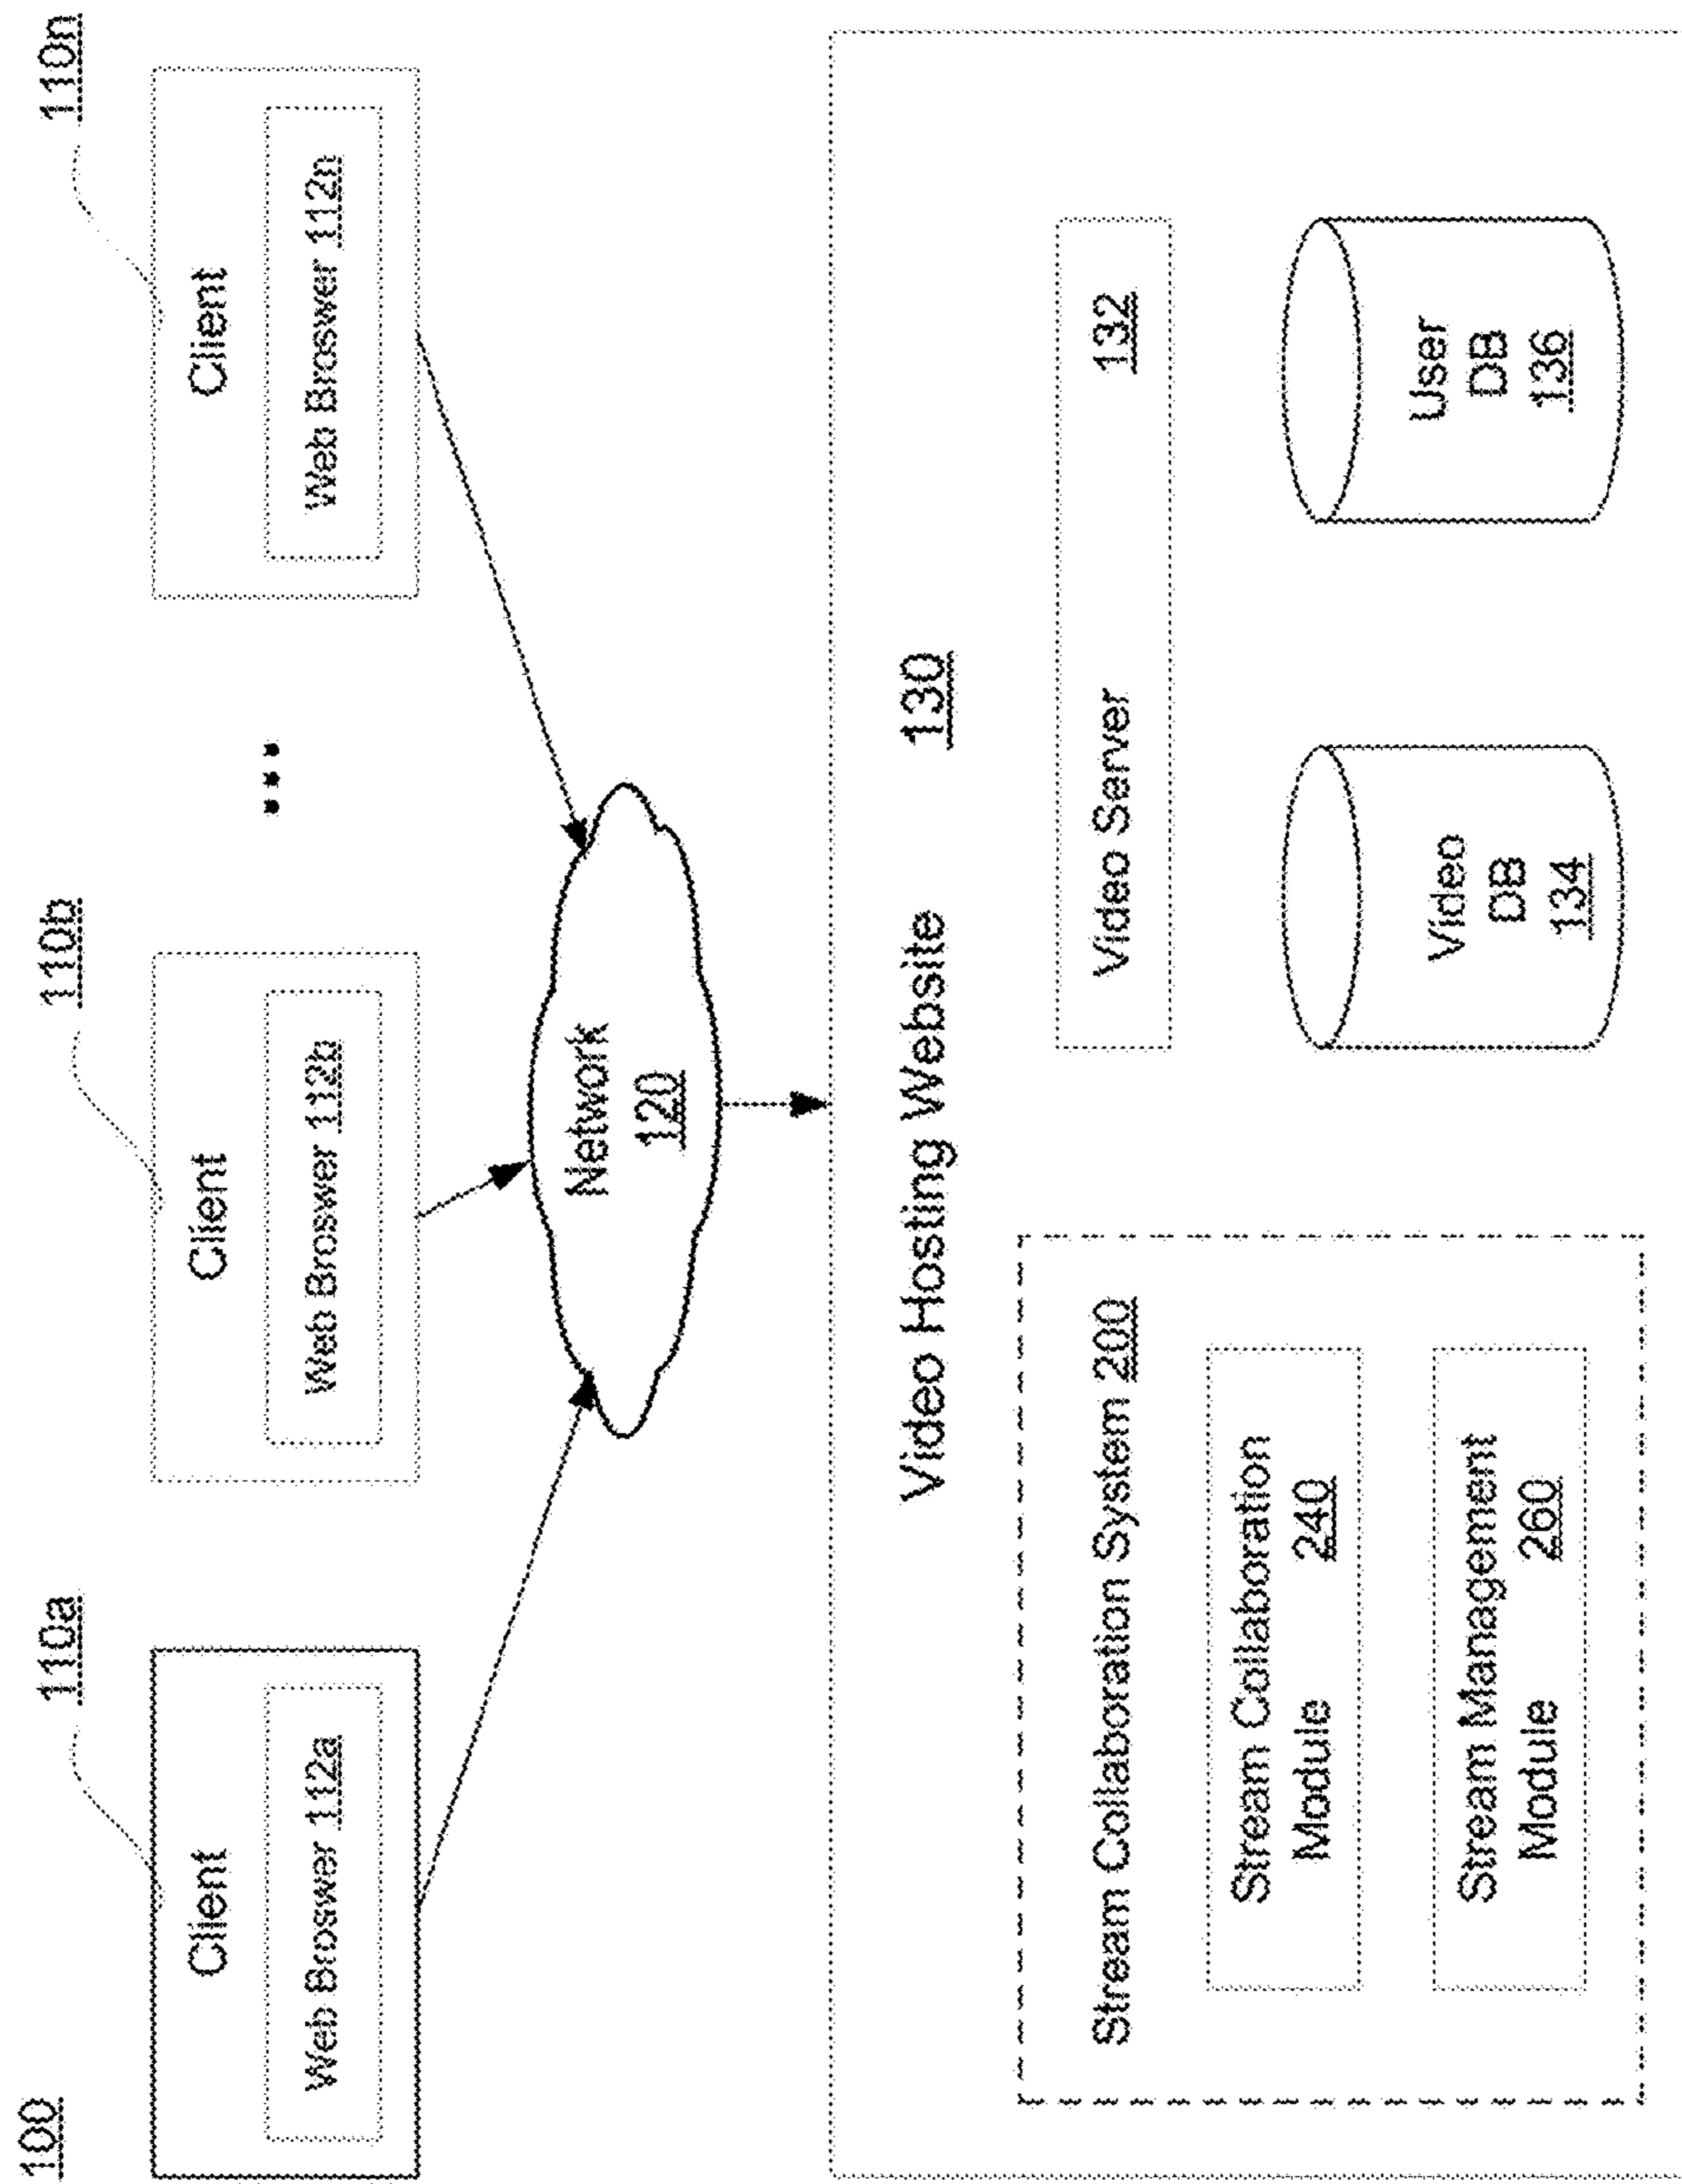 100
110a
110b
110n
Client
Client
Client
Web Broswer 112a
Web Broswer 112b
...
Web Broswer 112n
Network
120
Video Hosting Website 130
Stream Collaboration System 200
Stream Collaboration
Module 240
Stream Management
Module 260
Video Server 132
Video
DB
134
User
DB
136